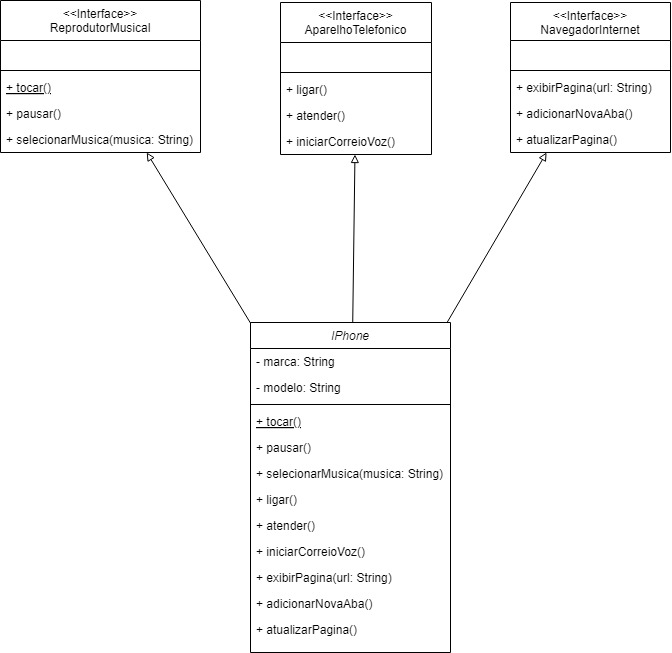 <<Interface>>
ReprodutorMusical
+ tocar()
+ pausar()
+ selecionarMusica(musica: String)
<<Interface>>
AparelhoTelefonico
+ ligar()
+ atender()
+ iniciarCorreioVoz()
<<Interface>>
NavegadorInternet
+ exibirPagina(url: String)
+ adicionarNovaAba()
+ atualizarPagina()
IPhone
- marca: String
- modelo: String
+ tocar()
+ pausar()
+ selecionarMusica(musica: String)
+ ligar()
+ atender()
+ iniciarCorreioVoz()
+ exibirPagina(url: String)
+ adicionarNovaAba()
+ atualizarPagina()